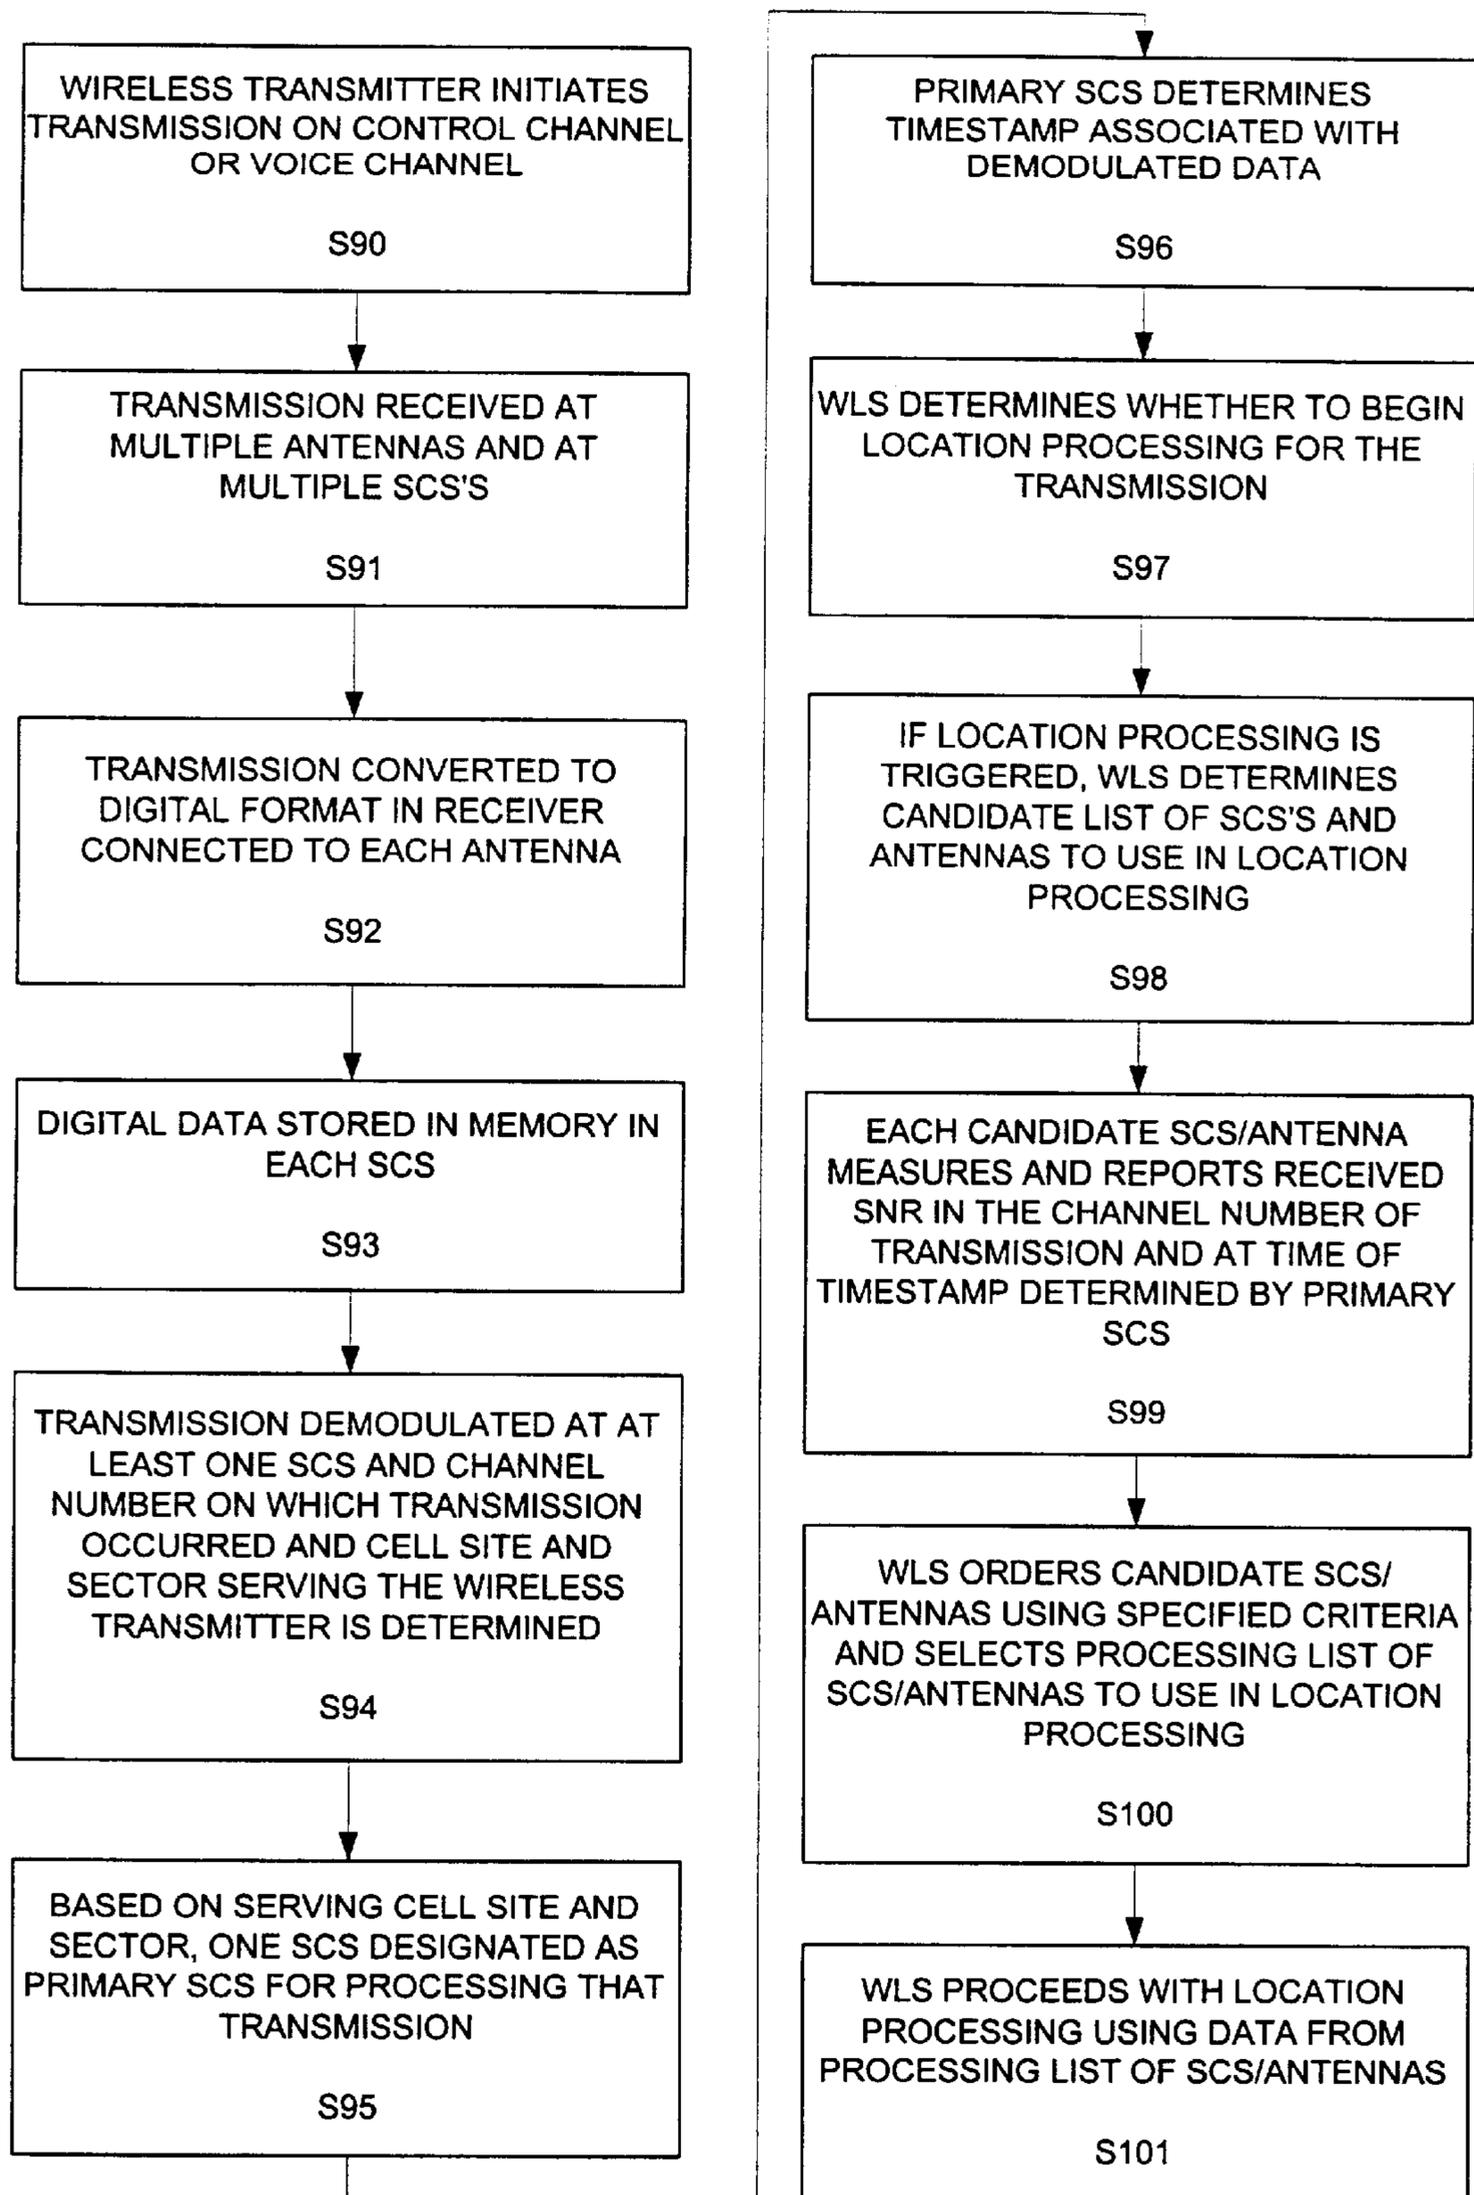 WIRELESS TRANSMITTER INITIATES
TRANSMISSION ON CONTROL CHANNEL
OR VOICE CHANNEL
S90
TRANSMISSION RECEIVED AT
MULTIPLE ANTENNAS AND AT
MULTIPLE SCS'S
S91
TRANSMISSION CONVERTED TO
DIGITAL FORMAT IN RECEIVER
CONNECTED TO EACH ANTENNA
S92
DIGITAL DATA STORED IN MEMORY IN
EACH SCS
S93
TRANSMISSION DEMODULATED AT AT
LEAST ONE SCS AND CHANNEL
NUMBER ON WHICH TRANSMISSION
OCCURRED AND CELL SITE AND
SECTOR SERVING THE WIRELESS
TRANSMITTER IS DETERMINED
S94
BASED ON SERVING CELL SITE AND
SECTOR, ONE SCS DESIGNATED AS
PRIMARY SCS FOR PROCESSING THAT
TRANSMISSION
S95
PRIMARY SCS DETERMINES
TIMESTAMP ASSOCIATED WITH
DEMODULATED DATA
S96
WLS DETERMINES WHETHER TO BEGIN
LOCATION PROCESSING FOR THE
TRANSMISSION
S97
IF LOCATION PROCESSING IS
TRIGGERED, WLS DETERMINES
CANDIDATE LIST OF SCS'S AND
ANTENNAS TO USE IN LOCATION
PROCESSING
S98
EACH CANDIDATE SCS/ANTENNA
MEASURES AND REPORTS RECEIVED
SNR IN THE CHANNEL NUMBER OF
TRANSMISSION AND AT TIME OF
TIMESTAMP DETERMINED BY PRIMARY
SCS
S99
WLS ORDERS CANDIDATE SCS/
ANTENNAS USING SPECIFIED CRITERIA
AND SELECTS PROCESSING LIST OF
SCS/ANTENNAS TO USE IN LOCATION
PROCESSING
S100
WLS PROCEEDS WITH LOCATION
PROCESSING USING DATA FROM
PROCESSING LIST OF SCS/ANTENNAS
S101